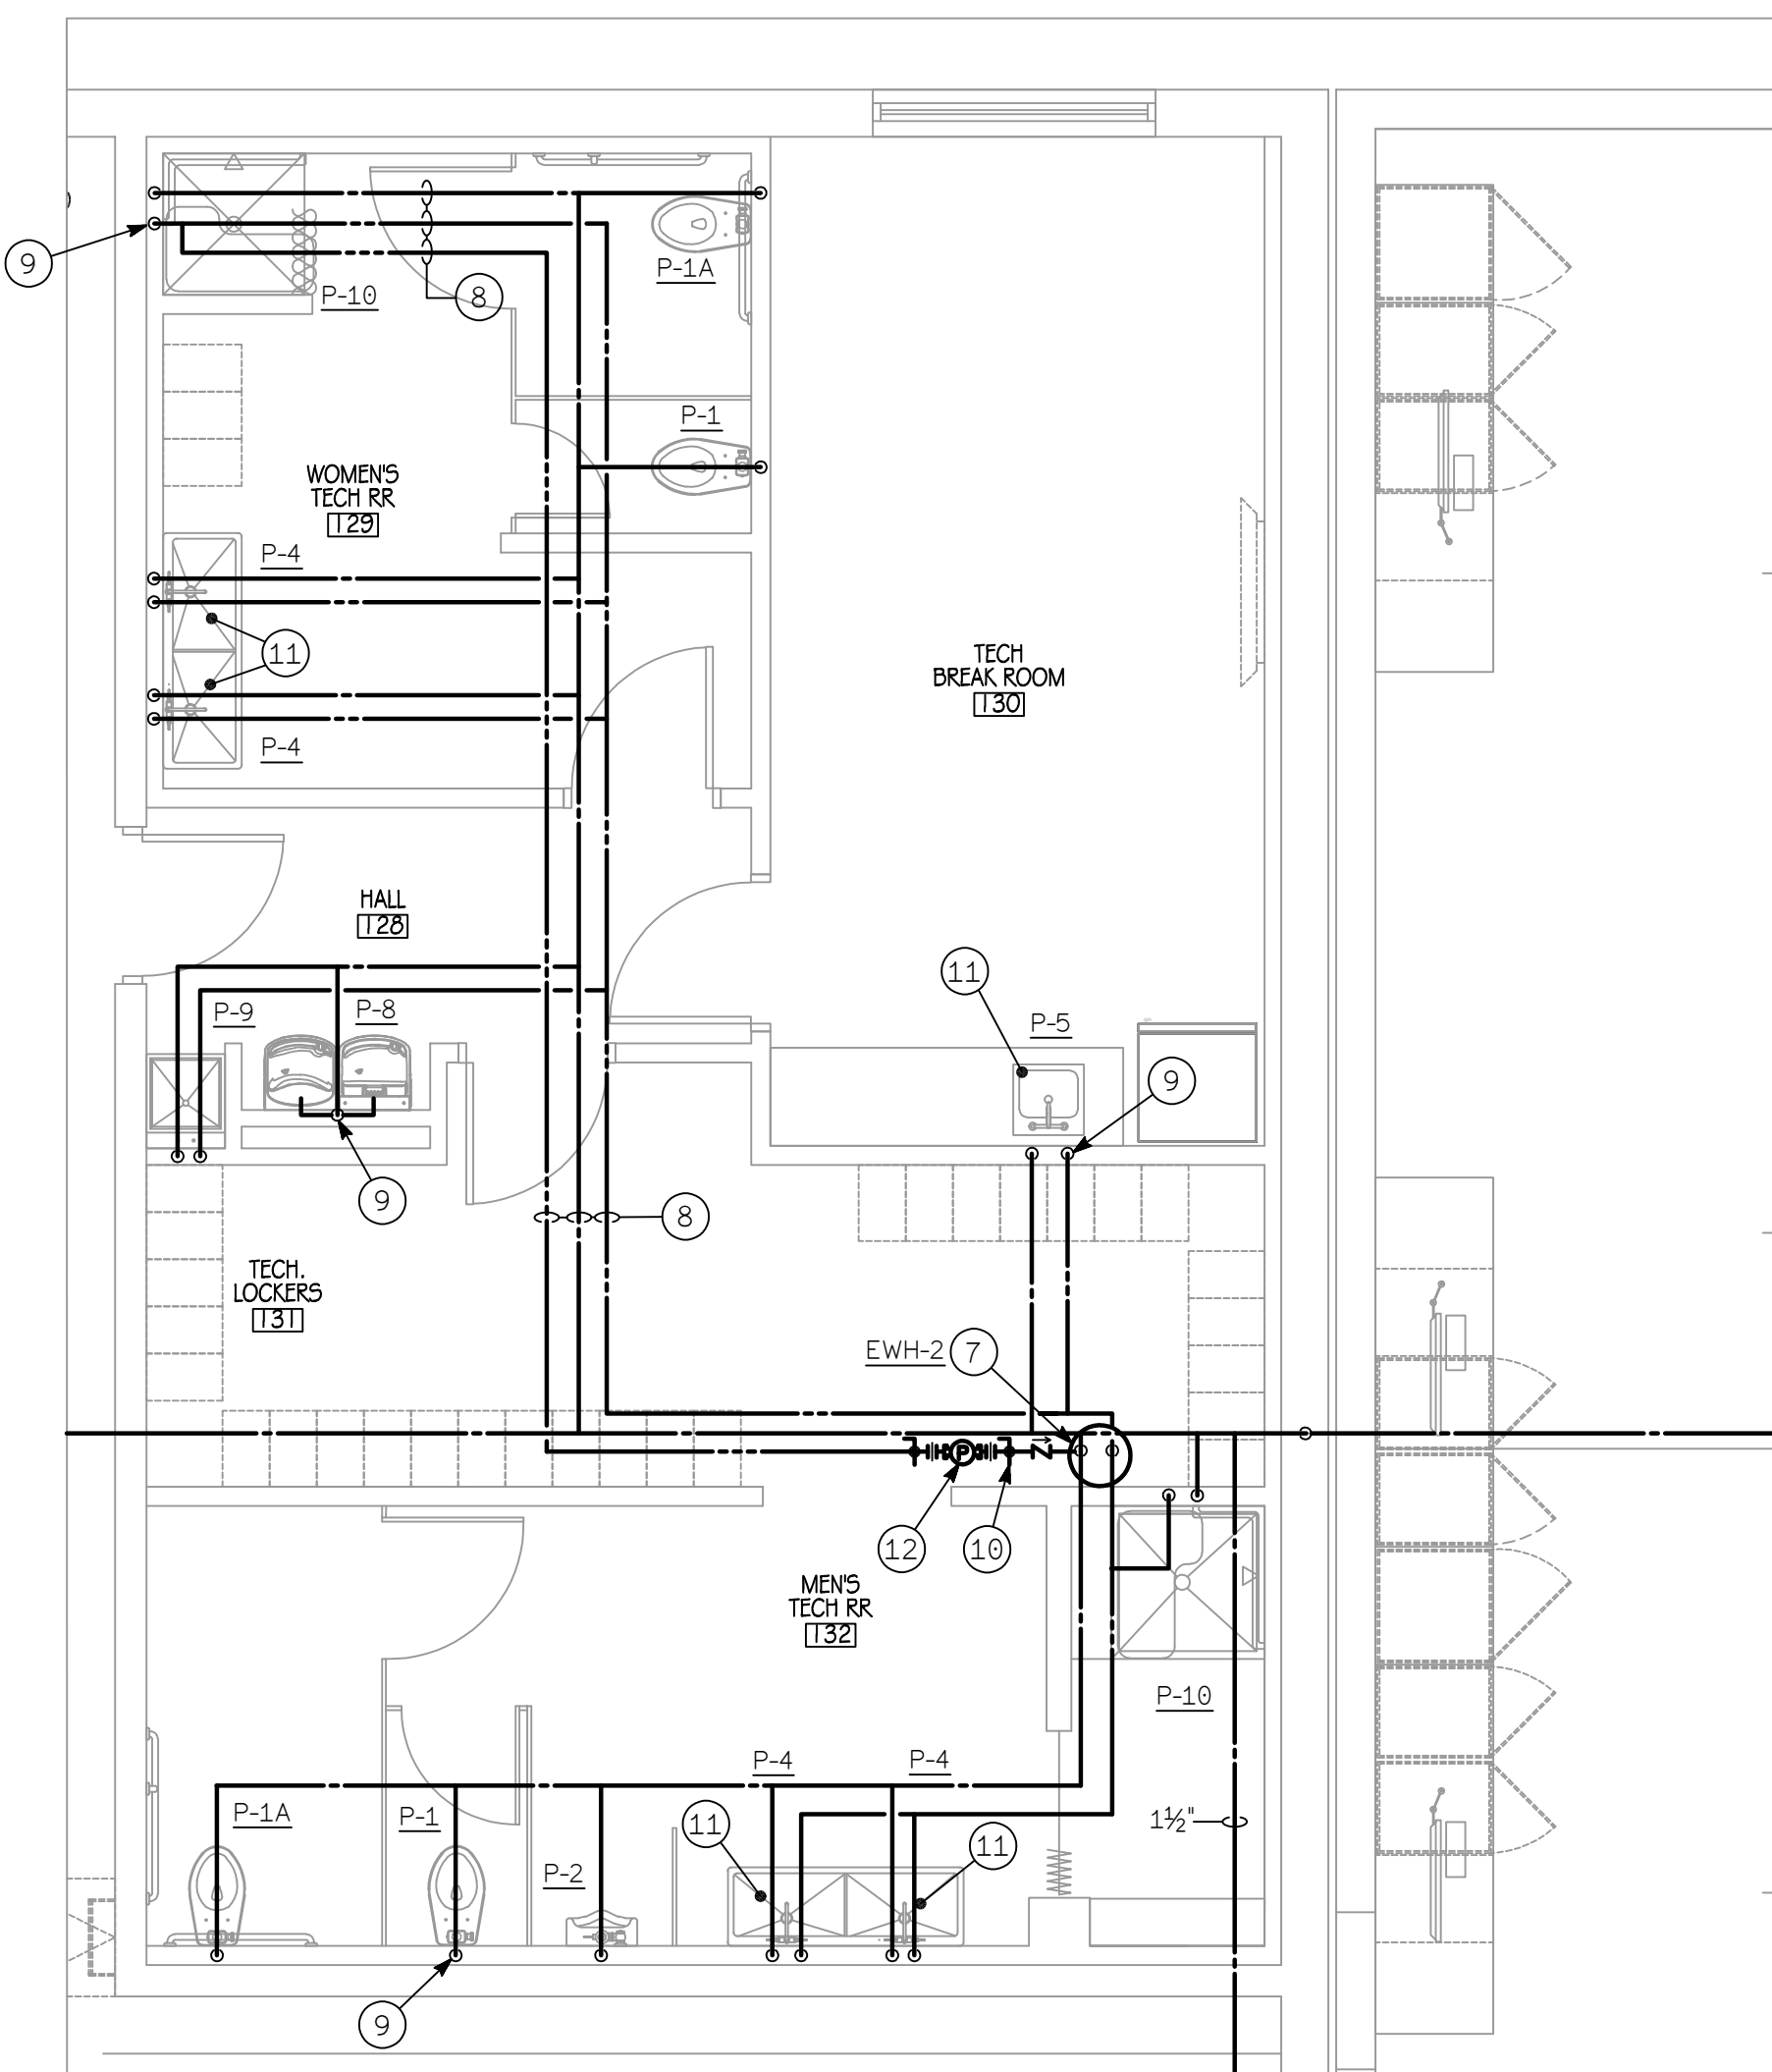 9
P-10
8
P-1A
P-1
WOMEN'S
TECH RR
129
P-4
11
P-4
TECH
BREAK ROOM
130
HALL
128
11
P-9
P-8
P-5
9
9
8
TECH.
LOCKERS
131
EWH-2
7
P
12
10
MEN'S
TECH RR
132
P-10
P-4
P-4
P-1A
P-1
11
11
1½"
P-2
9